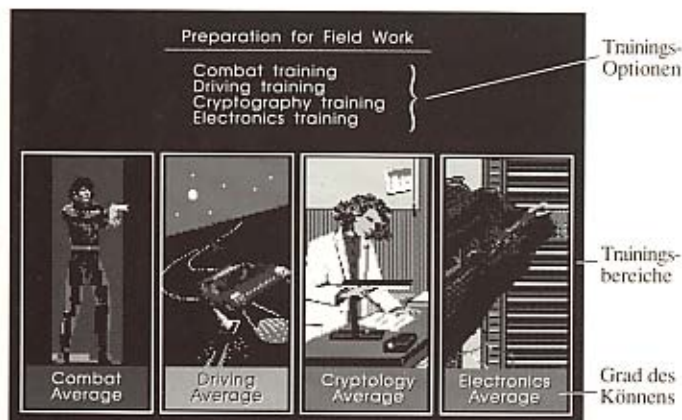 Preparation for Field Work
Combat training
Driving training
Cryptography training
Electronics training
Trainings-
Optionen
Combat
Average
Driving
Average
Cryptology
Average
Electronics
Average
Trainings-
bereiche
Grad des
Könnens